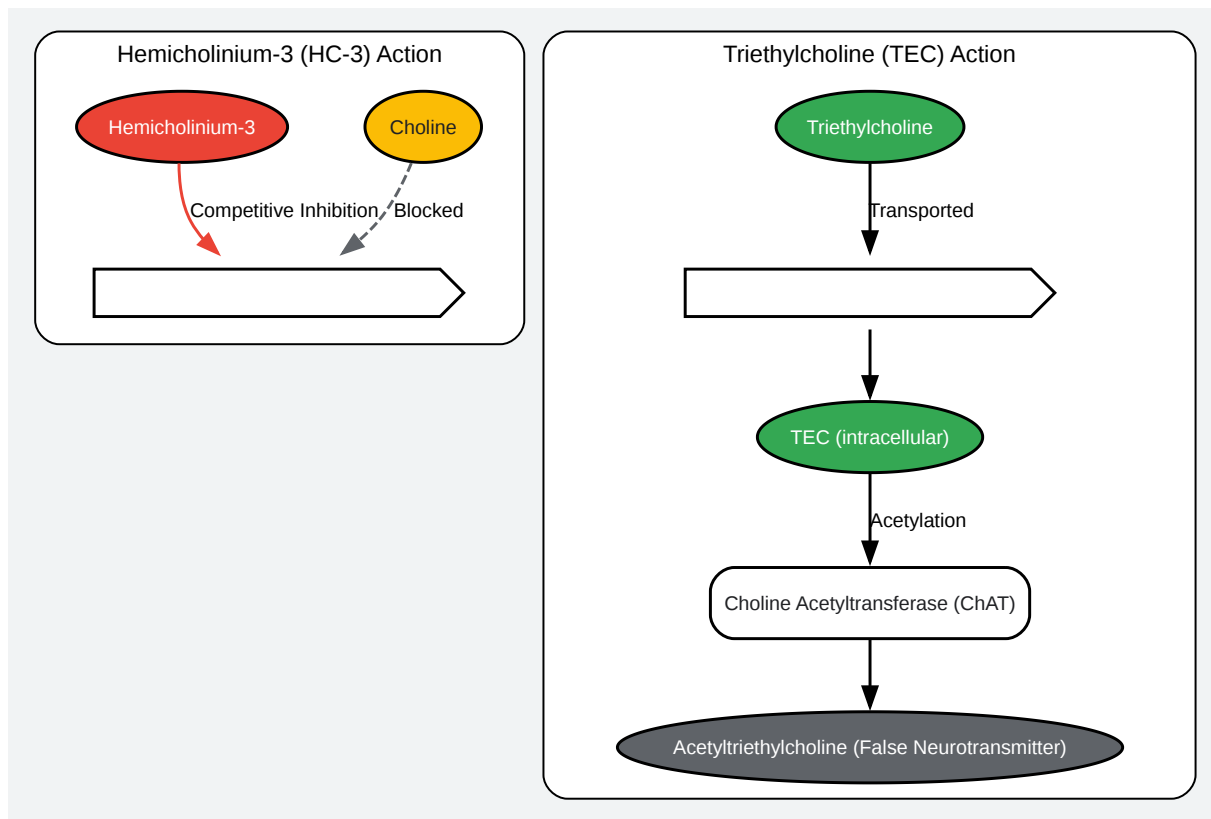 Hemicholinium-3 (HC-3) Action
Hemicholinium-3
Choline
Competitive Inhibition
Blocked
Triethylcholine (TEC) Action
Triethylcholine
Transported
TEC (intracellular)
Acetylation
Choline Acetyltransferase (ChAT)
Acetyltriethylcholine (False Neurotransmitter)